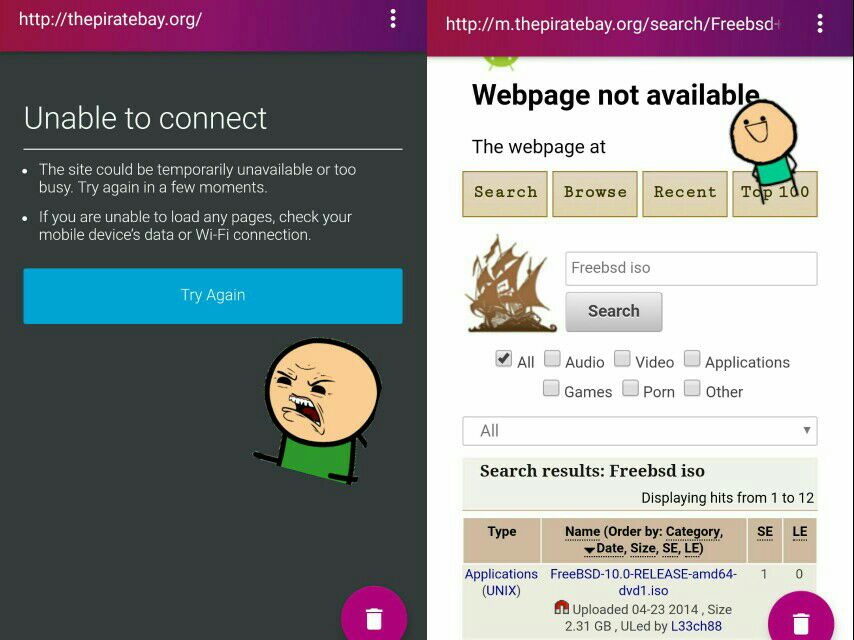 http://thepiratebay.org/
Unable to connect
The site could be temporarily unavailable or too
busy. Try again in a few moments.
If you are unable to load any pages, check your
mobile device's data or Wi-Fi connection.
Try Again
http://m.thepiratebay.org/search/Freebsd+
Webpage not available
The webpage at
Search Browse Recent Top 100
Freebsd iso
Search
All Audio Video Applications
Games Porn Other
All
Search results: Freebsd iso
Displaying hits from 1 to 12
Type Name (Order by: Category, SE LE
Date, Size, SE, LE)
Applications FreeBSD-10.0-RELEASE-amd64- 1 0
(UNIX) dvd1.iso
Uploaded 04-23 2014 , Size
2.31 GB , ULed by L33ch88